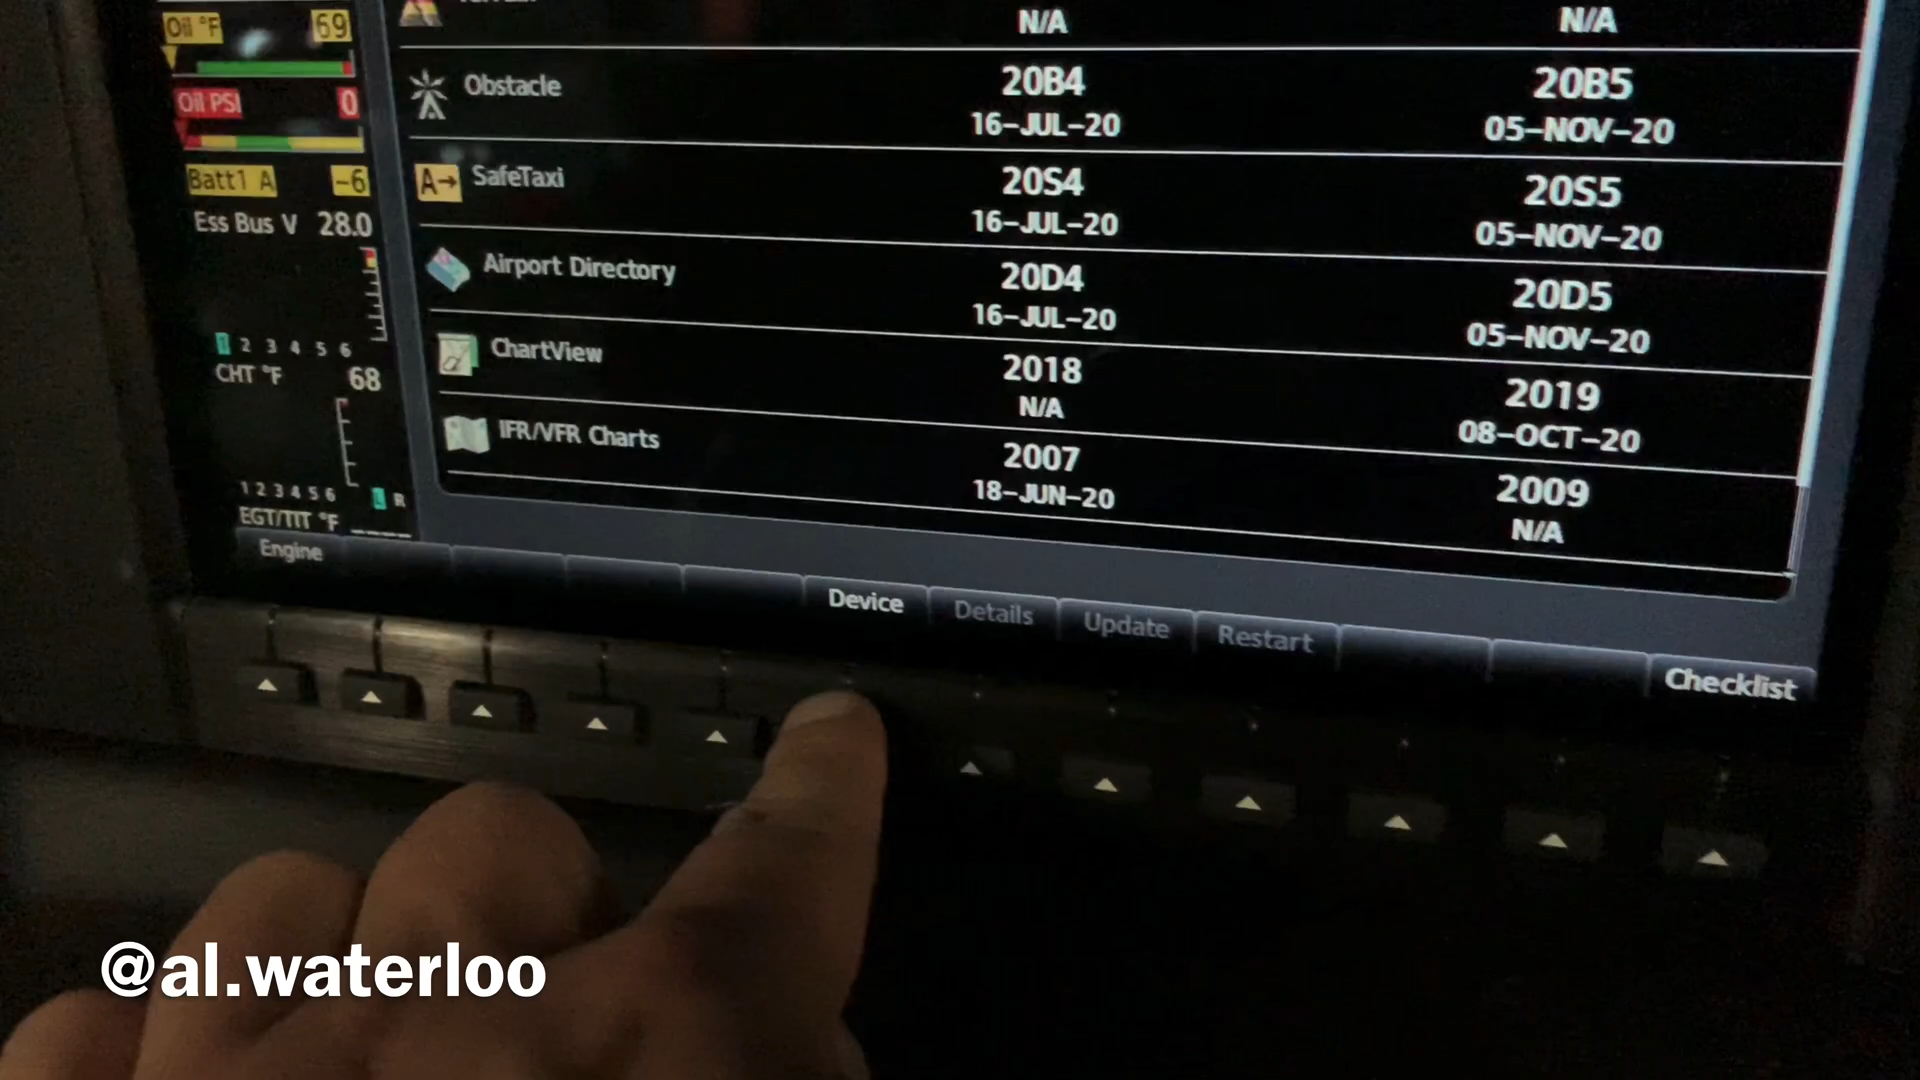 Oil °F 69
Oil PSI 0
Batt1 A -6
Ess Bus V 28.0
1 2 3 4 5 6
CHT °F 68
1 2 3 4 5 6 L R
EGT/TIT °F ----
Engine
N/A N/A
Obstacle 20B4 20B5
16-JUL-20 05-NOV-20
A→ SafeTaxi 20S4 20S5
16-JUL-20 05-NOV-20
Airport Directory 20D4 20D5
16-JUL-20 05-NOV-20
ChartView 2018 2019
N/A 08-OCT-20
IFR/VFR Charts 2007 2009
18-JUN-20 N/A
Device Details Update Restart Checklist
@al.waterloo